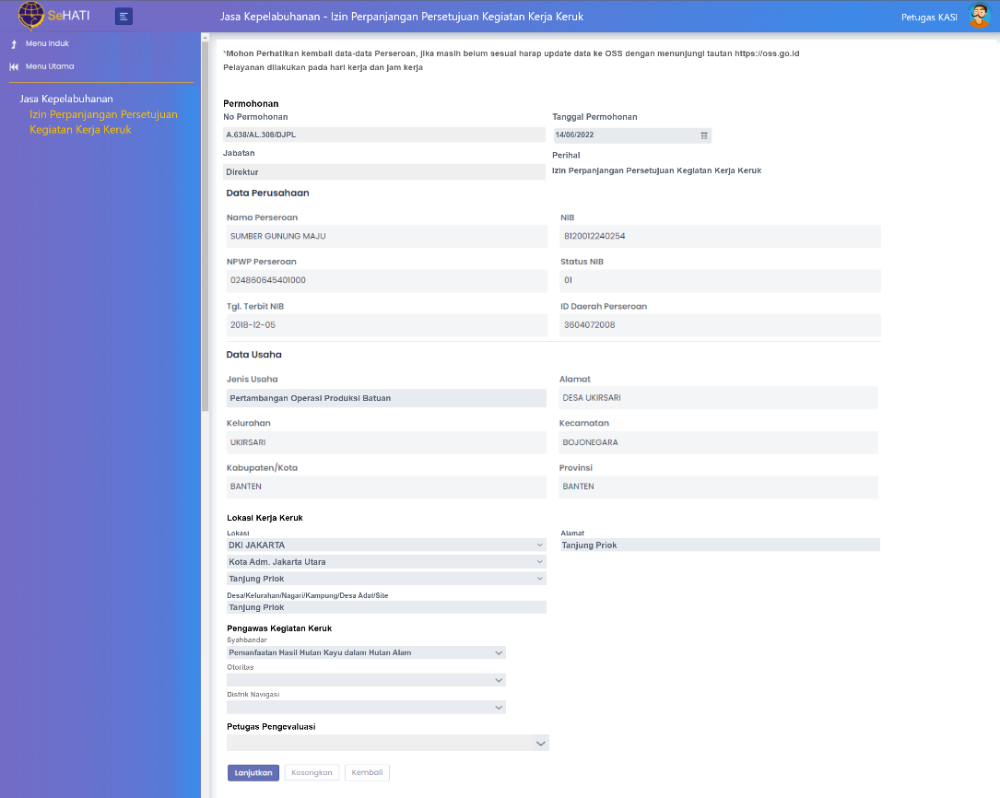 SeHATI
Jasa Kepelabuhanan - Izin Perpanjangan Persetujuan Kegiatan Kerja Keruk
Petugas KASI
Menu Induk
Menu Utama
Jasa Kepelabuhanan
Izin Perpanjangan Persetujuan
Kegiatan Kerja Keruk
*Mohon Perhatikan kembali data-data Perseroan, jika masih belum sesuai harap update data ke OSS dengan menunjungi tautan https://oss.go.id
Pelayanan dilakukan pada hari kerja dan jam kerja
Permohonan
No Permohonan
Tanggal Permohonan
A.638/AL.308/DJPL
14/06/2022
Jabatan
Perihal
Direktur
Izin Perpanjangan Persetujuan Kegiatan Kerja Keruk
Data Perusahaan
Nama Perseroan
NIB
SUMBER GUNUNG MAJU
8120012240254
NPWP Perseroan
Status NIB
024860645401000
01
Tgl. Terbit NIB
ID Daerah Perseroan
2018-12-05
3604072008
Data Usaha
Jenis Usaha
Alamat
Pertambangan Operasi Produksi Batuan
DESA UKIRSARI
Kelurahan
Kecamatan
UKIRSARI
BOJONEGARA
Kabupaten/Kota
Provinsi
BANTEN
BANTEN
Lokasi Kerja Keruk
Lokasi
Alamat
DKI JAKARTA
Tanjung Priok
Kota Adm. Jakarta Utara
Tanjung Priok
Desa/Kelurahan/Nagari/Kampung/Desa Adat/Site
Tanjung Priok
Pengawas Kegiatan Keruk
Syahbandar
Pemanfaatan Hasil Hutan Kayu dalam Hutan Alam
Otoritas
Distrik Navigasi
Petugas Pengevaluasi
Lanjutkan
Kosongkan
Kembali